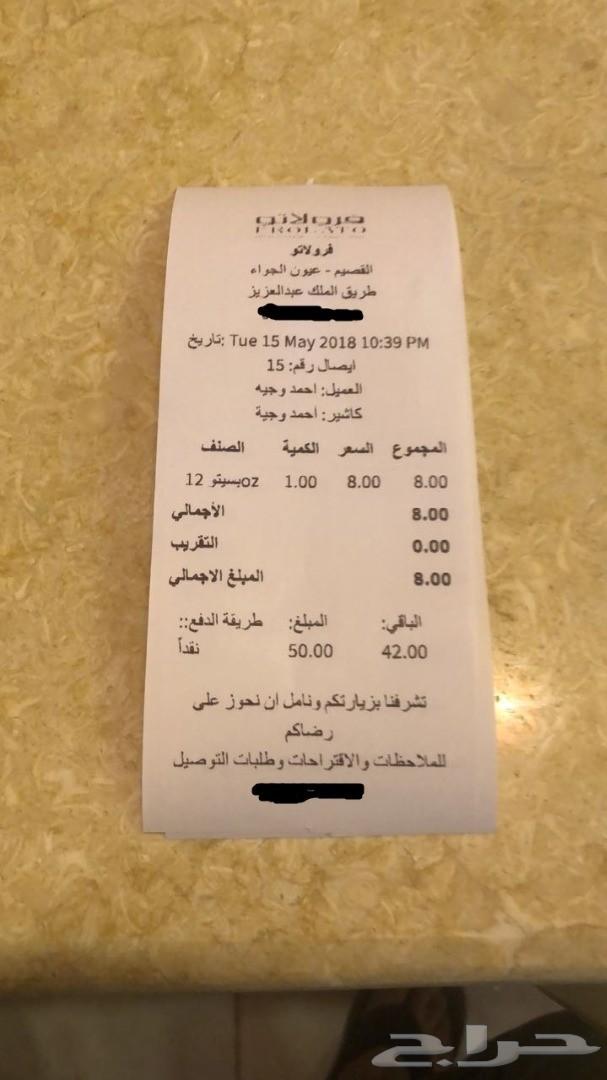 فرولاتو
FROLATO
فرولاتو
القصيم - عيون الجواء
طريق الملك عبدالعزيز
تاريخ: Tue 15 May 2018 10:39 PM
ايصال رقم: 15
العميل: احمد وجيه
كاشير: أحمد وجية
المجموع السعر الكمية الصنف
8.00 8.00 1.00 بسيتو 12oz
الأجمالي 8.00
التقريب 0.00
المبلغ الاجمالي 8.00
الباقي: المبلغ: طريقة الدفع::
42.00 50.00 نقداً
تشرفنا بزيارتكم ونامل ان نحوز على
رضاكم
للملاحظات والاقتراحات وطلبات التوصيل
حراج